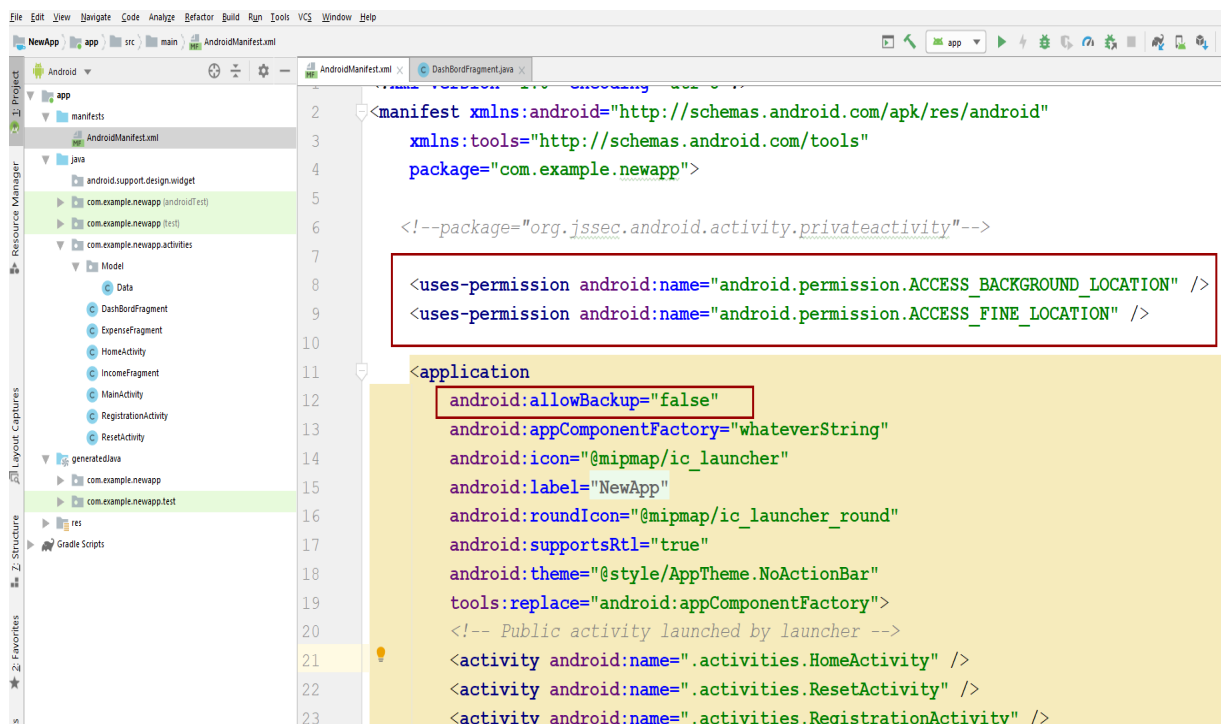 File Edit View Navigate Code Analyze Refactor Build Run Tools VCS Window Help
NewApp app src main AndroidManifest.xml app
1: Project
Resource Manager
Layout Captures
7: Structure
2: Favorites
Android
app
manifests
AndroidManifest.xml
java
android.support.design.widget
com.example.newapp (androidTest)
com.example.newapp (test)
com.example.newapp.activities
Model
Data
DashBordFragment
ExpenseFragment
HomeActivity
IncomeFragment
MainActivity
RegistrationActivity
ResetActivity
generatedJava
com.example.newapp
com.example.newapp.test
res
Gradle Scripts
AndroidManifest.xml DashBordFragment.java
2 <manifest xmlns:android="http://schemas.android.com/apk/res/android"
3 xmlns:tools="http://schemas.android.com/tools"
4 package="com.example.newapp">
5
6 <!--package="org.jssec.android.activity.privateactivity"-->
7
8 <uses-permission android:name="android.permission.ACCESS_BACKGROUND_LOCATION" />
9 <uses-permission android:name="android.permission.ACCESS_FINE_LOCATION" />
10
11 <application
12 android:allowBackup="false"
13 android:appComponentFactory="whateverString"
14 android:icon="@mipmap/ic_launcher"
15 android:label="NewApp"
16 android:roundIcon="@mipmap/ic_launcher_round"
17 android:supportsRtl="true"
18 android:theme="@style/AppTheme.NoActionBar"
19 tools:replace="android:appComponentFactory">
20 <!-- Public activity launched by launcher -->
21 <activity android:name=".activities.HomeActivity" />
22 <activity android:name=".activities.ResetActivity" />
23 <activity android:name=".activities.RegistrationActivity" />